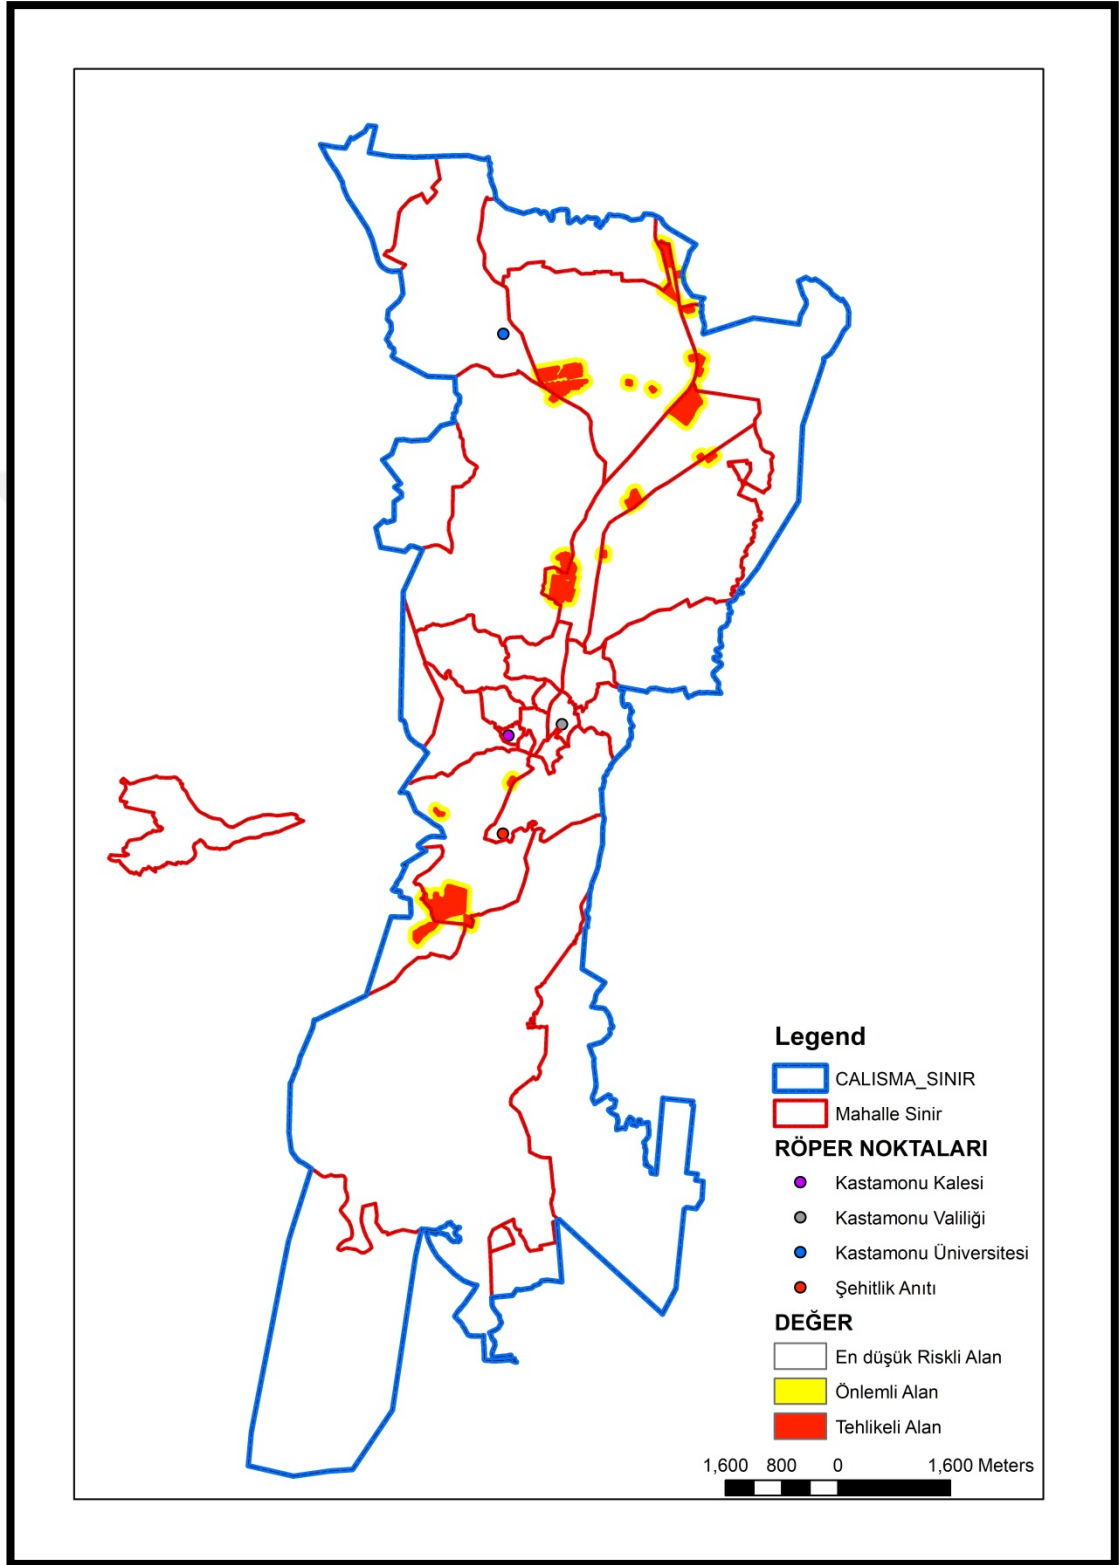 Legend
CALISMA_SINIR
Mahalle Sinir
RÖPER NOKTALARI
Kastamonu Kalesi
Kastamonu Valiliği
Kastamonu Üniversitesi
Şehitlik Anıtı
DEĞER
En düşük Riskli Alan
Önlemli Alan
Tehlikeli Alan
1,600 800 0 1,600 Meters